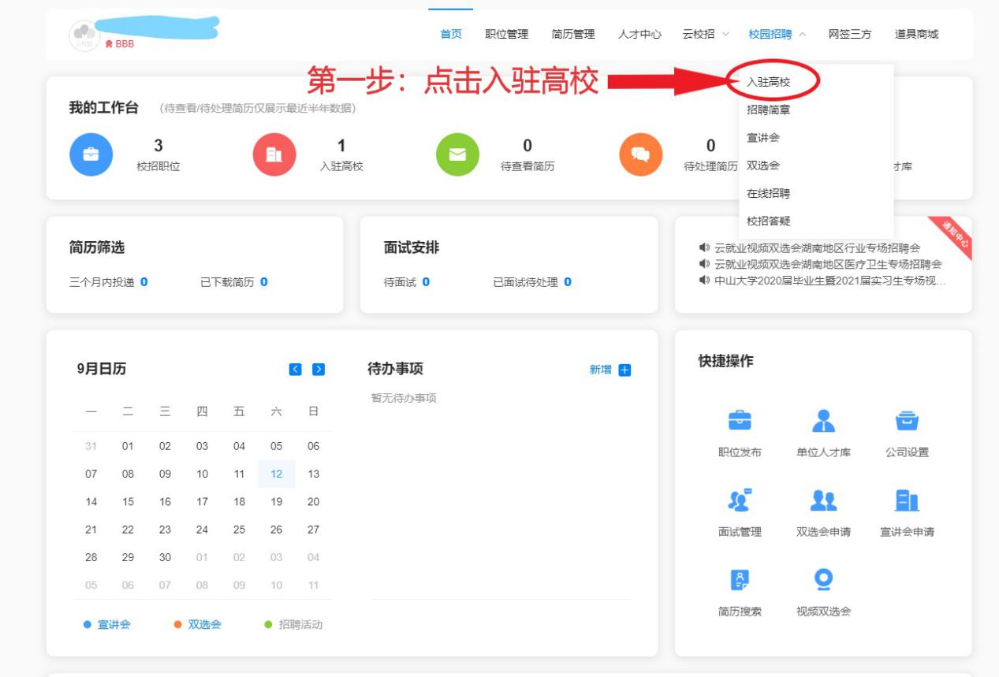 首页 职位管理 简历管理 人才中心 云校招 校园招聘 网签三方 道具商城
BBB
第一步：点击入驻高校
入驻高校
招聘简章
宣讲会
双选会
在线招聘
校招答疑
我的工作台 （待查看/待处理简历仅展示最近半年数据）
3 1 0 0
校招职位 入驻高校 待查看简历 待处理简历 才库
简历筛选
三个月内投递 0 已下载简历 0
面试安排
待面试 0 已面试待处理 0
通知中心
云就业视频双选会湖南地区行业专场招聘会
云就业视频双选会湖南地区医疗卫生专场招聘会
中山大学2020届毕业生暨2021届实习生专场视...
9月日历
一 二 三 四 五 六 日
31 01 02 03 04 05 06
07 08 09 10 11 12 13
14 15 16 17 18 19 20
21 22 23 24 25 26 27
28 29 30 01 02 03 04
05 06 07 08 09 10 11
宣讲会 双选会 招聘活动
待办事项 新增
暂无待办事项
快捷操作
职位发布 单位人才库 公司设置
面试管理 双选会申请 宣讲会申请
简历搜索 视频双选会